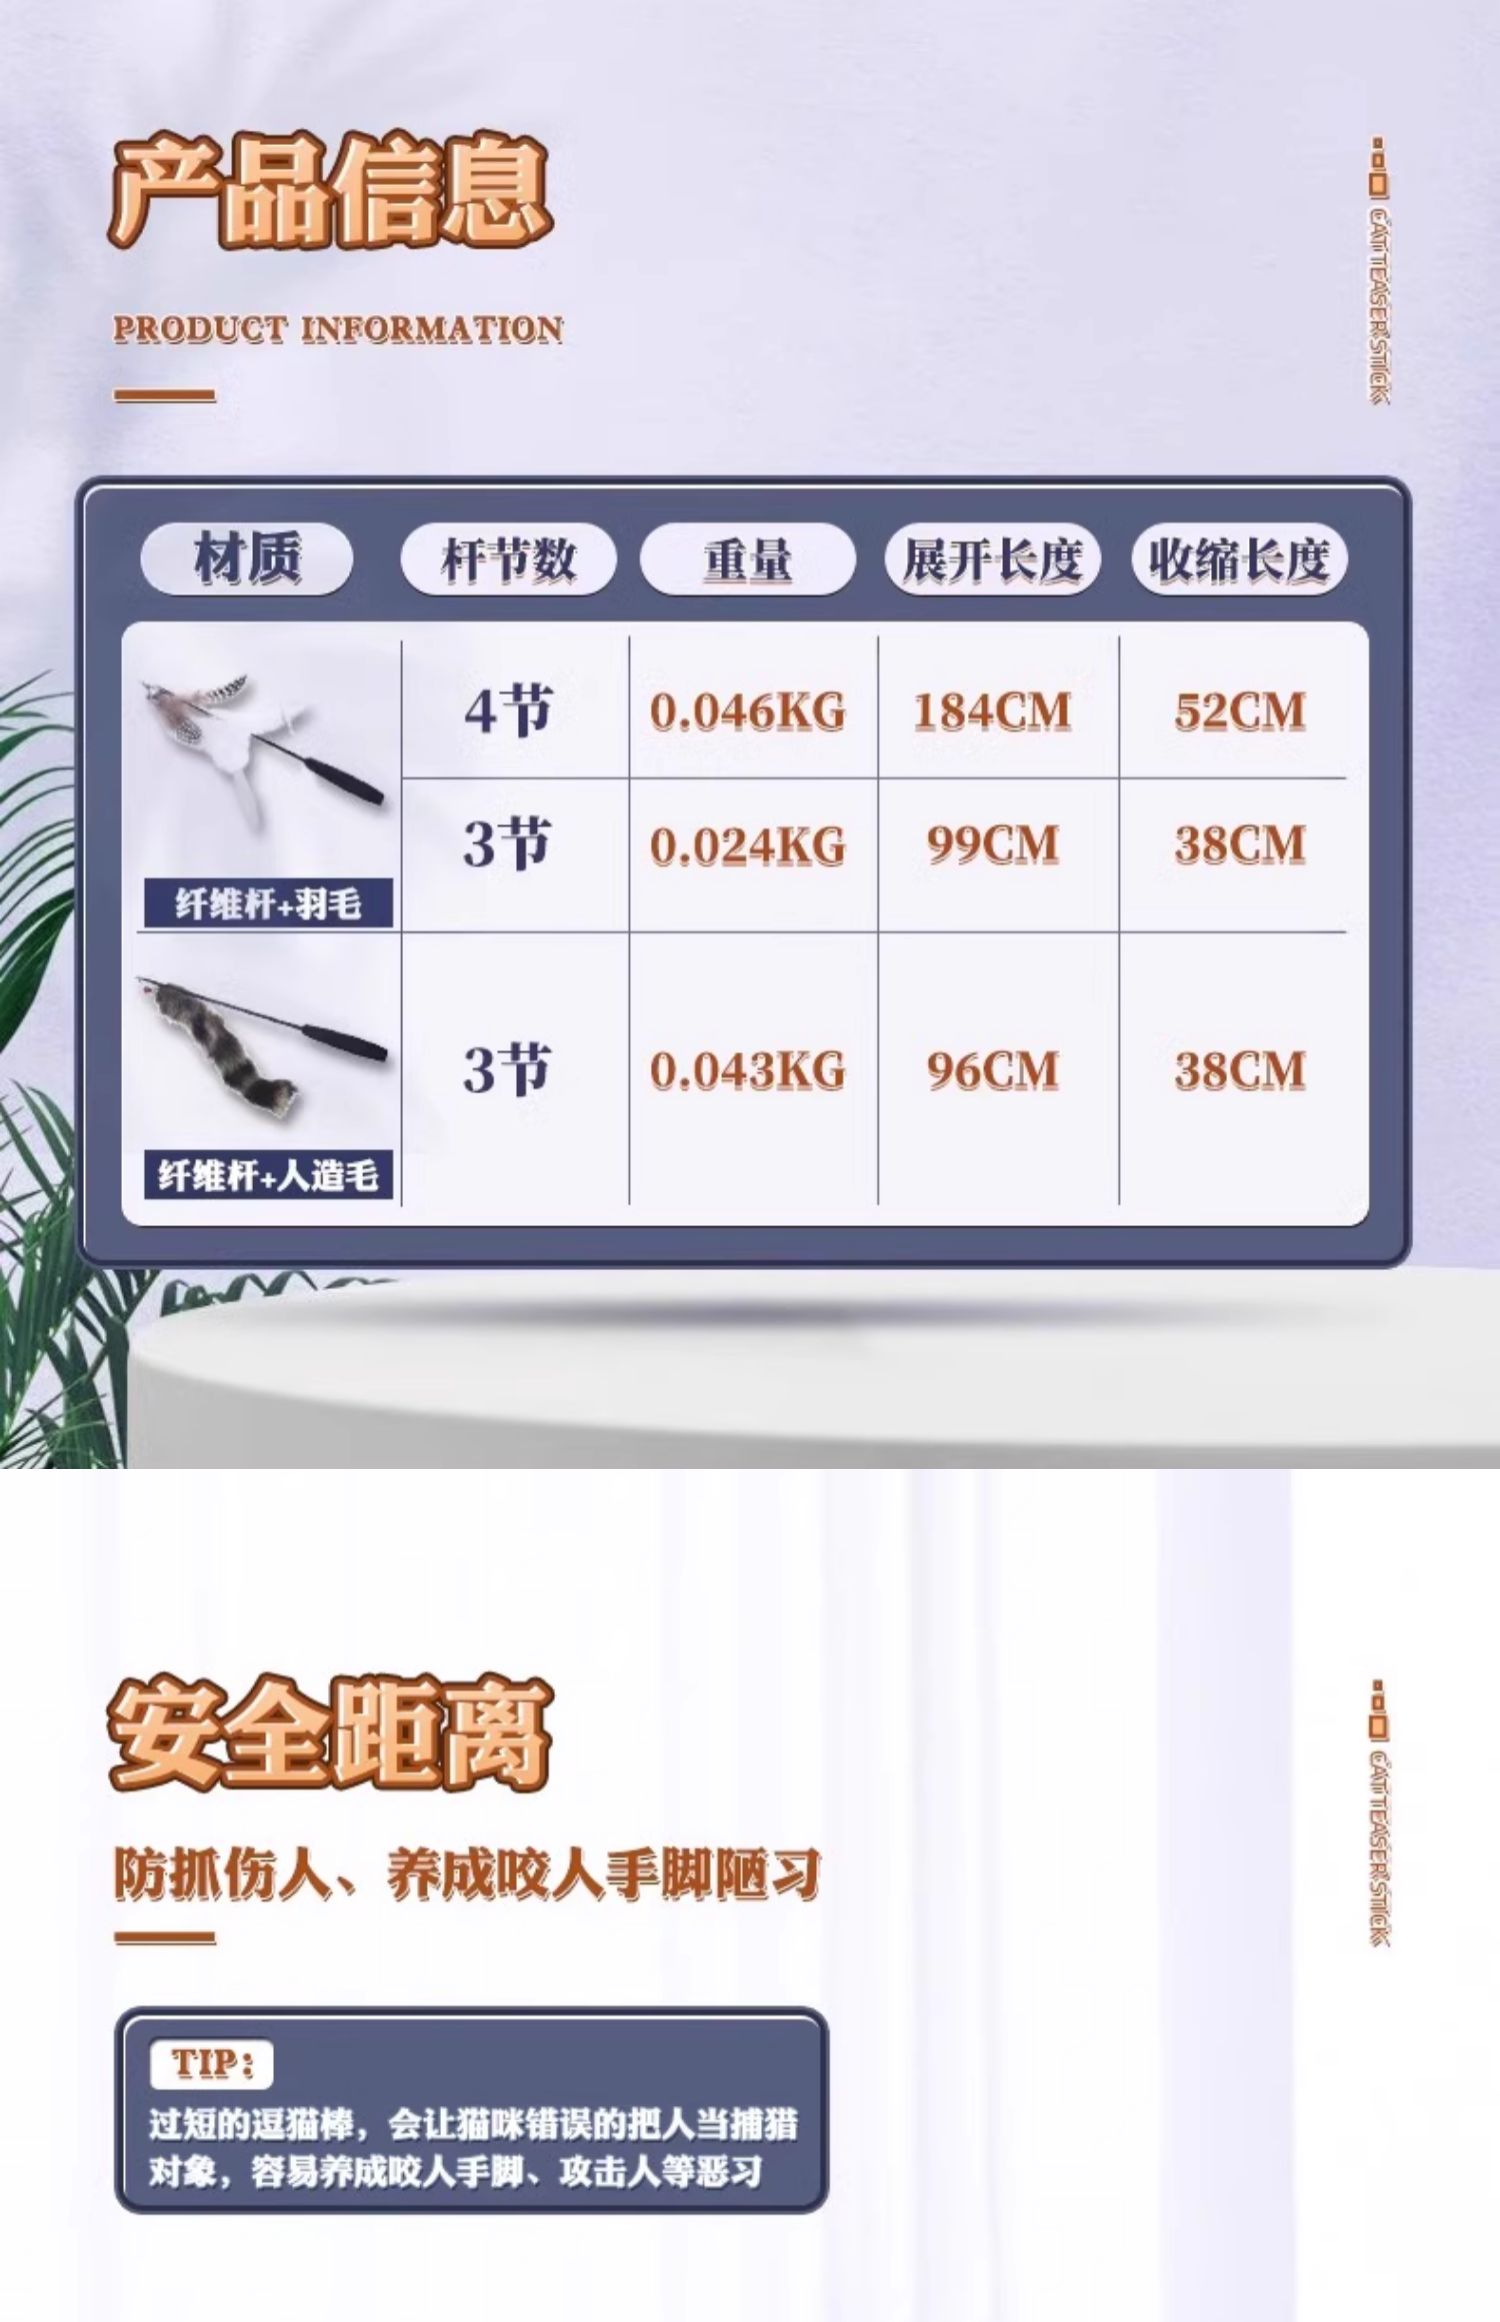 产品信息
PRODUCT INFORMATION
CAT TEASER STICK
材质 杆节数 重量 展开长度 收缩长度
4节 0.046KG 184CM 52CM
3节 0.024KG 99CM 38CM
纤维杆+羽毛
3节 0.043KG 96CM 38CM
纤维杆+人造毛
安全距离
防抓伤人、养成咬人手脚陋习
CAT TEASER STICK
TIP:
过短的逗猫棒，会让猫咪错误的把人当捕猎
对象，容易养成咬人手脚、攻击人等恶习